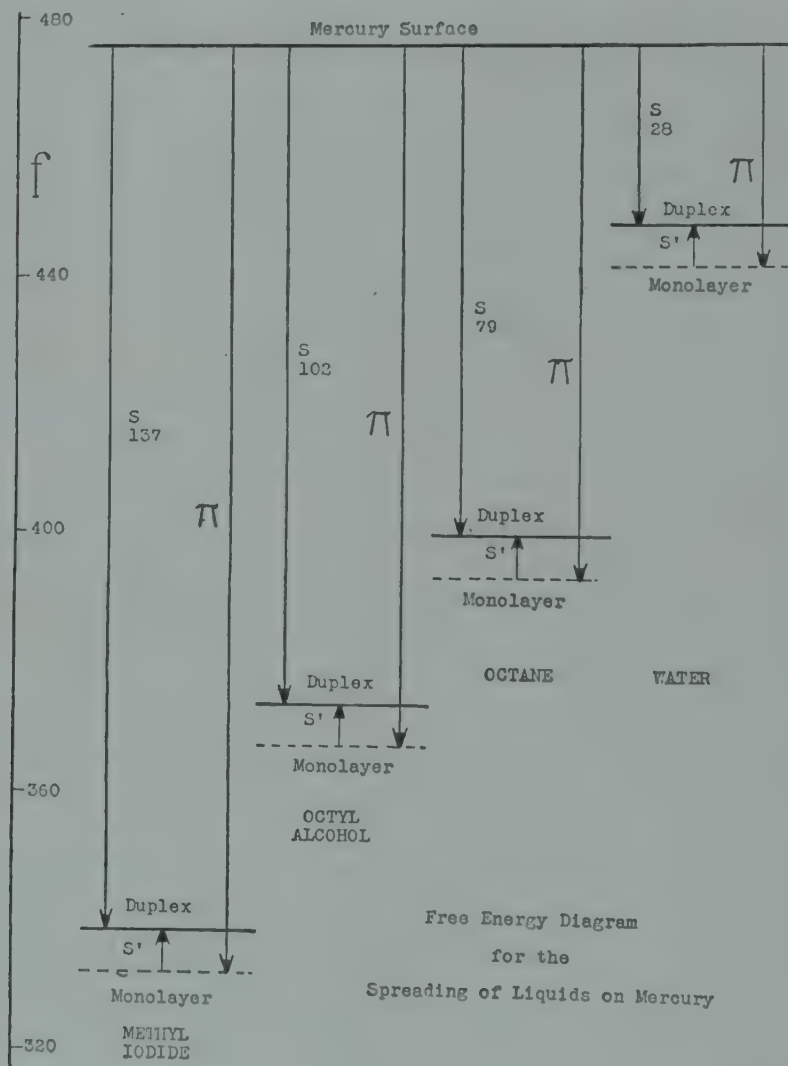 480
Mercury Surface
f
S
28
π
Duplex
S'
440
Monolayer
S
79
π
S
102
π
S
137
π
400
Duplex
S'
Monolayer
OCTANE
WATER
Duplex
S'
Monolayer
360
OCTYL
ALCOHOL
Duplex
S'
Monolayer
METHYL
IODIDE
Free Energy Diagram
for the
Spreading of Liquids on Mercury
320